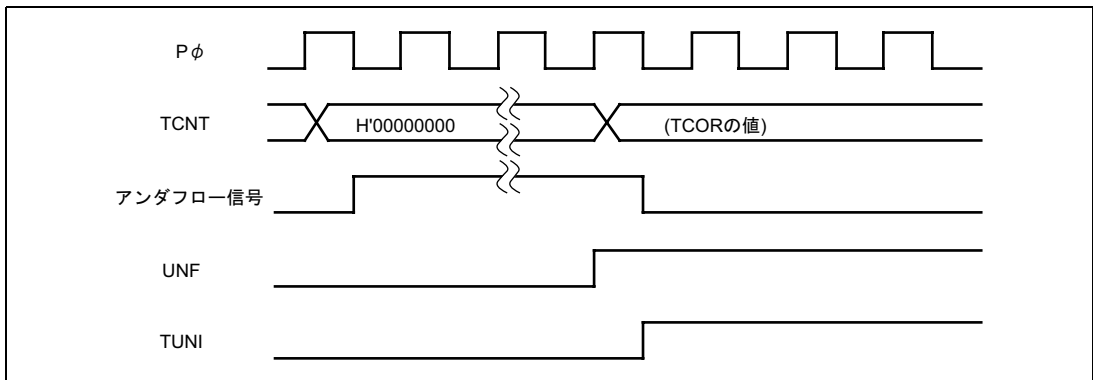 Pφ
TCNT
H'00000000
(TCORの値)
アンダフロー信号
UNF
TUNI